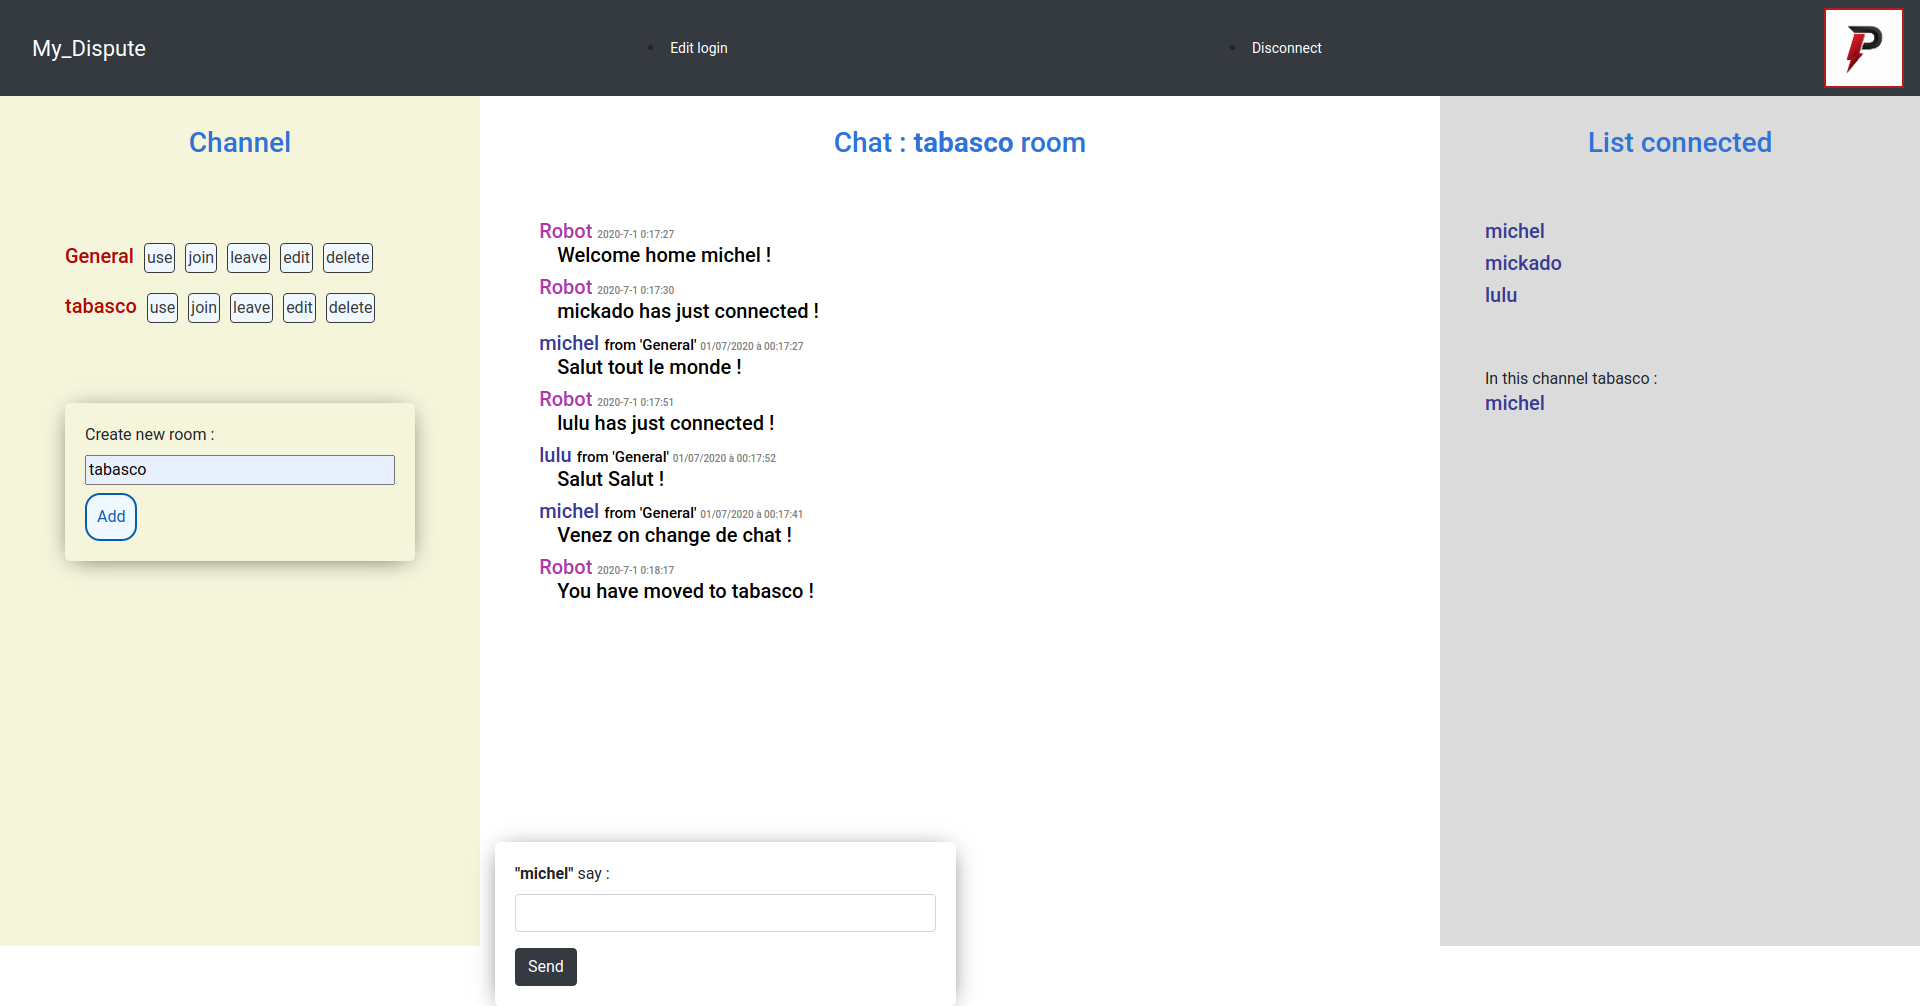 My_Dispute
Edit login
Disconnect
P
Channel
General use join leave edit delete
tabasco use join leave edit delete
Create new room :
tabasco
Add
Chat : tabasco room
Robot 2020-7-1 0:17:27
Welcome home michel !
Robot 2020-7-1 0:17:30
mickado has just connected !
michel from 'General' 01/07/2020 à 00:17:27
Salut tout le monde !
Robot 2020-7-1 0:17:51
lulu has just connected !
lulu from 'General' 01/07/2020 à 00:17:52
Salut Salut !
michel from 'General' 01/07/2020 à 00:17:41
Venez on change de chat !
Robot 2020-7-1 0:18:17
You have moved to tabasco !
"michel" say :
Send
List connected
michel
mickado
lulu
In this channel tabasco :
michel